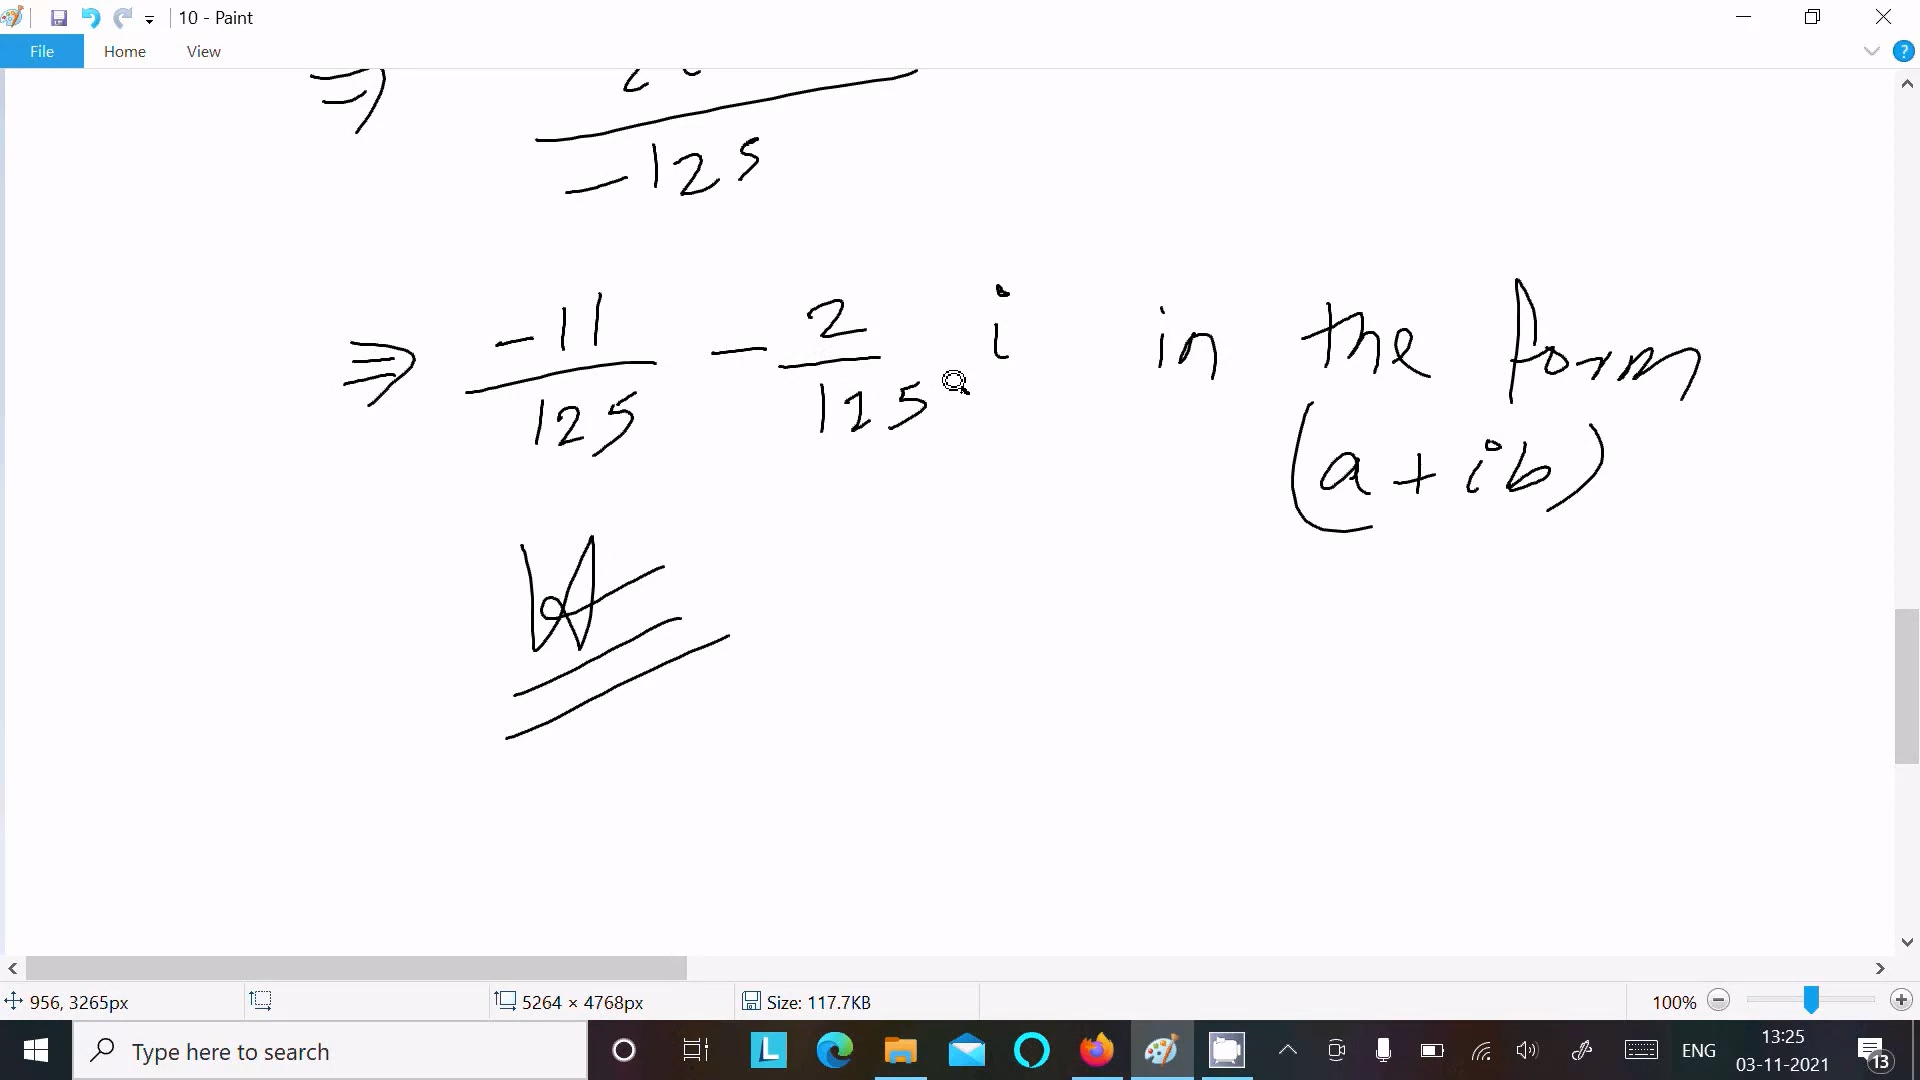 10 - Paint
File Home View
⇒ —125
⇒ -11/125 - 2/125 i in the form
(a + ib)
956, 3265px 5264 × 4768px Size: 117.7KB 100%
Type here to search L ENG 13:25
03-11-2021 13